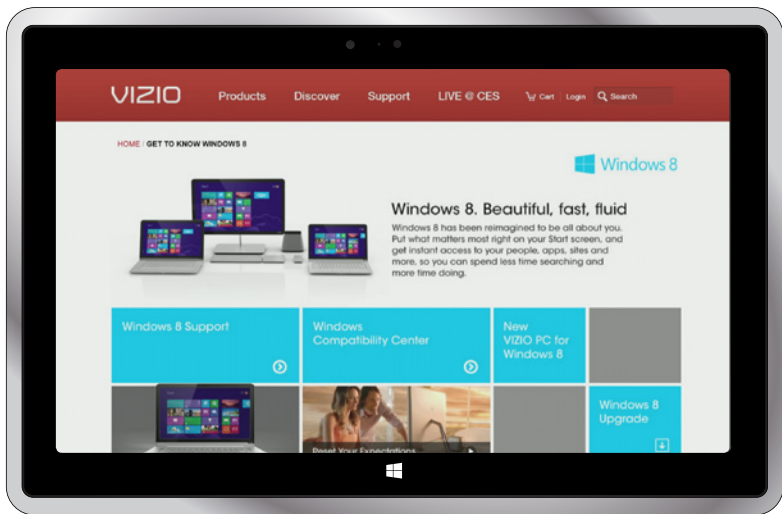 VIZIO Products Discover Support LIVE @ CES Cart Login Search
HOME / GET TO KNOW WINDOWS 8
Windows 8
Windows 8. Beautiful, fast, fluid
Windows 8 has been reimagined to be all about you.
Put what matters most right on your Start screen, and
get instant access to your people, apps, sites and
more, so you can spend less time searching and
more time doing.
Windows 8 Support
Windows
Compatibility Center
New
VIZIO PC for
Windows 8
Windows 8
Upgrade
Reset Your Expectations